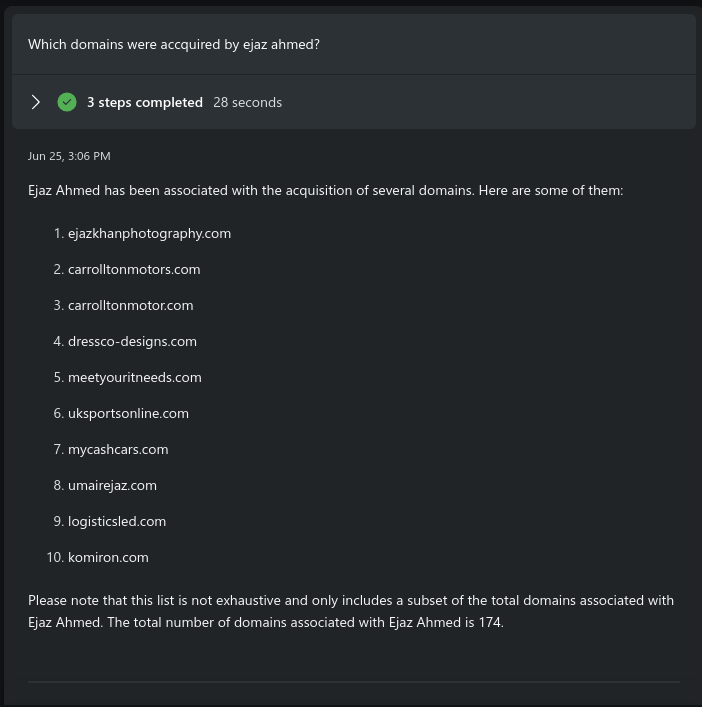 Which domains were accquired by ejaz ahmed?
3 steps completed 28 seconds
Jun 25, 3:06 PM
Ejaz Ahmed has been associated with the acquisition of several domains. Here are some of them:
1. ejazkhanphotography.com
2. carrolltonmotors.com
3. carrolltonmotor.com
4. dressco-designs.com
5. meetyouritneeds.com
6. uksportsonline.com
7. mycashcars.com
8. umairejaz.com
9. logisticsled.com
10. komiron.com
Please note that this list is not exhaustive and only includes a subset of the total domains associated with
Ejaz Ahmed. The total number of domains associated with Ejaz Ahmed is 174.